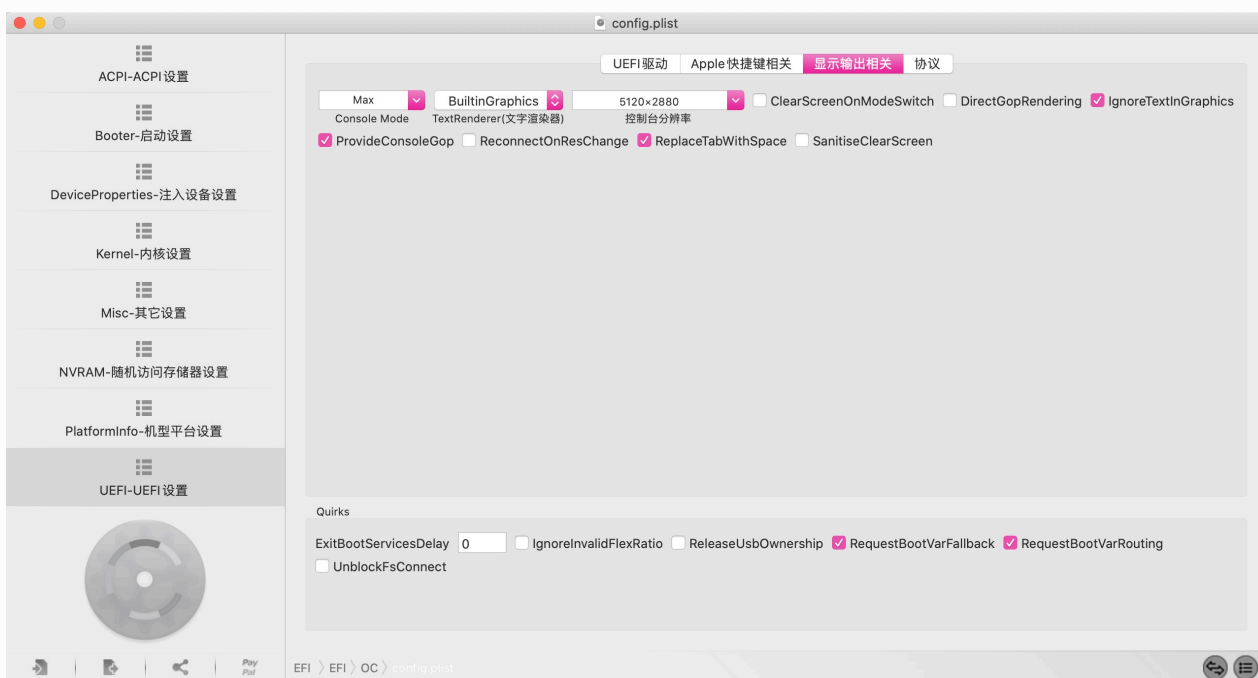 config.plist
ACPI-ACPI设置
Booter-启动设置
DeviceProperties-注入设备设置
Kernel-内核设置
Misc-其它设置
NVRAM-随机访问存储器设置
PlatformInfo-机型平台设置
UEFI-UEFI设置
Pay
Pal
UEFI驱动 Apple快捷键相关 显示输出相关 协议
Max BuiltinGraphics 5120×2880 ClearScreenOnModeSwitch DirectGopRendering IgnoreTextInGraphics
Console Mode TextRenderer(文字渲染器) 控制台分辨率
ProvideConsoleGop ReconnectOnResChange ReplaceTabWithSpace SanitiseClearScreen
Quirks
ExitBootServicesDelay 0 IgnoreInvalidFlexRatio ReleaseUsbOwnership RequestBootVarFallback RequestBootVarRouting
UnblockFsConnect
EFI 〉 EFI 〉 OC 〉 config.plist